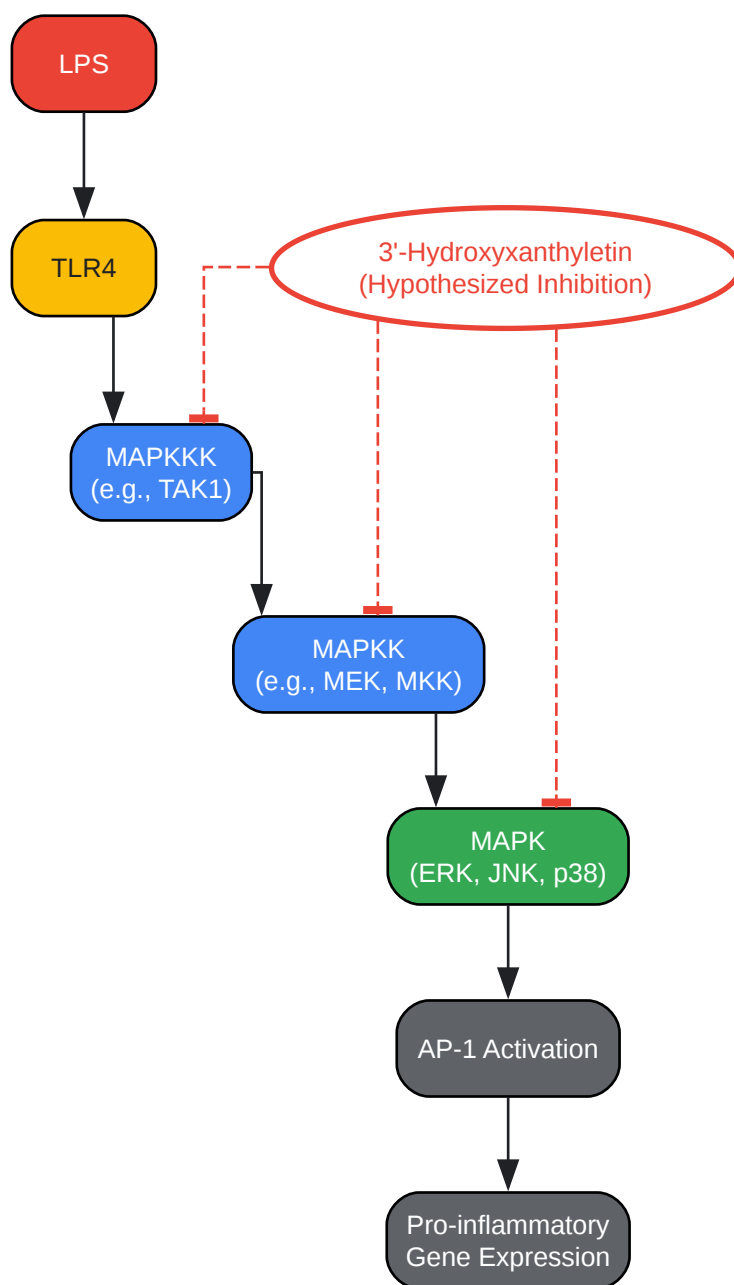 LPS
TLR4
3'-Hydroxyxanthyletin
(Hypothesized Inhibition)
MAPKKK
(e.g., TAK1)
MAPKK
(e.g., MEK, MKK)
MAPK
(ERK, JNK, p38)
AP-1 Activation
Pro-inflammatory
Gene Expression